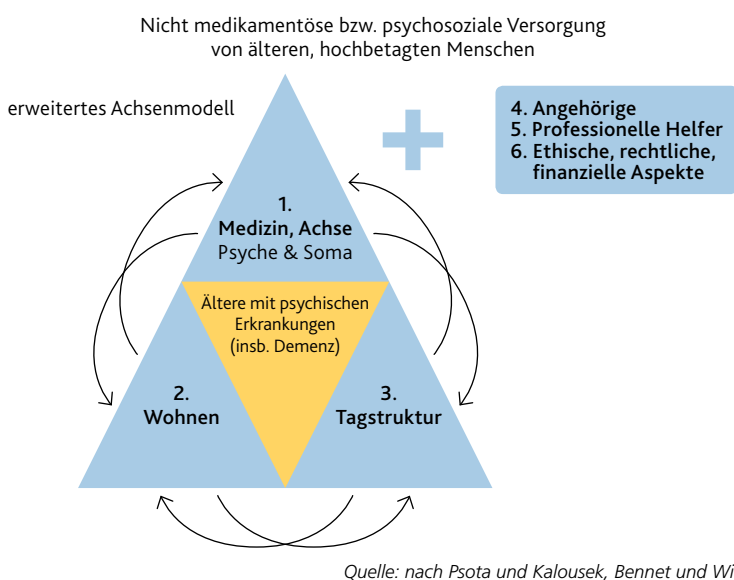 Nicht medikamentöse bzw. psychosoziale Versorgung
von älteren, hochbetagten Menschen
erweitertes Achsenmodell
4. Angehörige
5. Professionelle Helfer
6. Ethische, rechtliche,
finanzielle Aspekte
1.
Medizin, Achse
Psyche & Soma
Ältere mit psychischen
Erkrankungen
(insb. Demenz)
2.
Wohnen
3.
Tagstruktur
Quelle: nach Psota und Kalousek, Bennet und